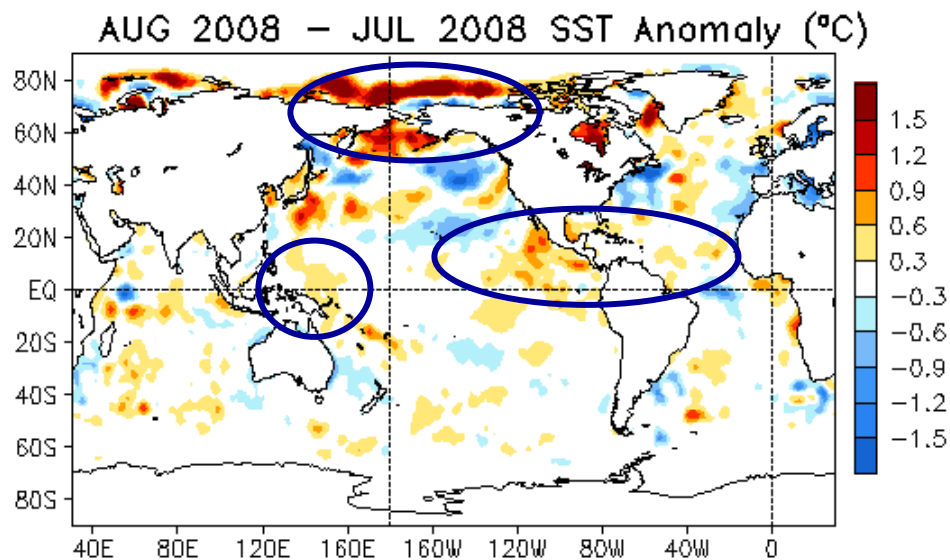 AUG 2008 – JUL 2008 SST Anomaly (°C)
80N
60N
40N
20N
EQ
20S
40S
60S
80S
40E 80E 120E 160E 160W 120W 80W 40W 0
1.5
1.2
0.9
0.6
0.3
−0.3
−0.6
−0.9
−1.2
−1.5